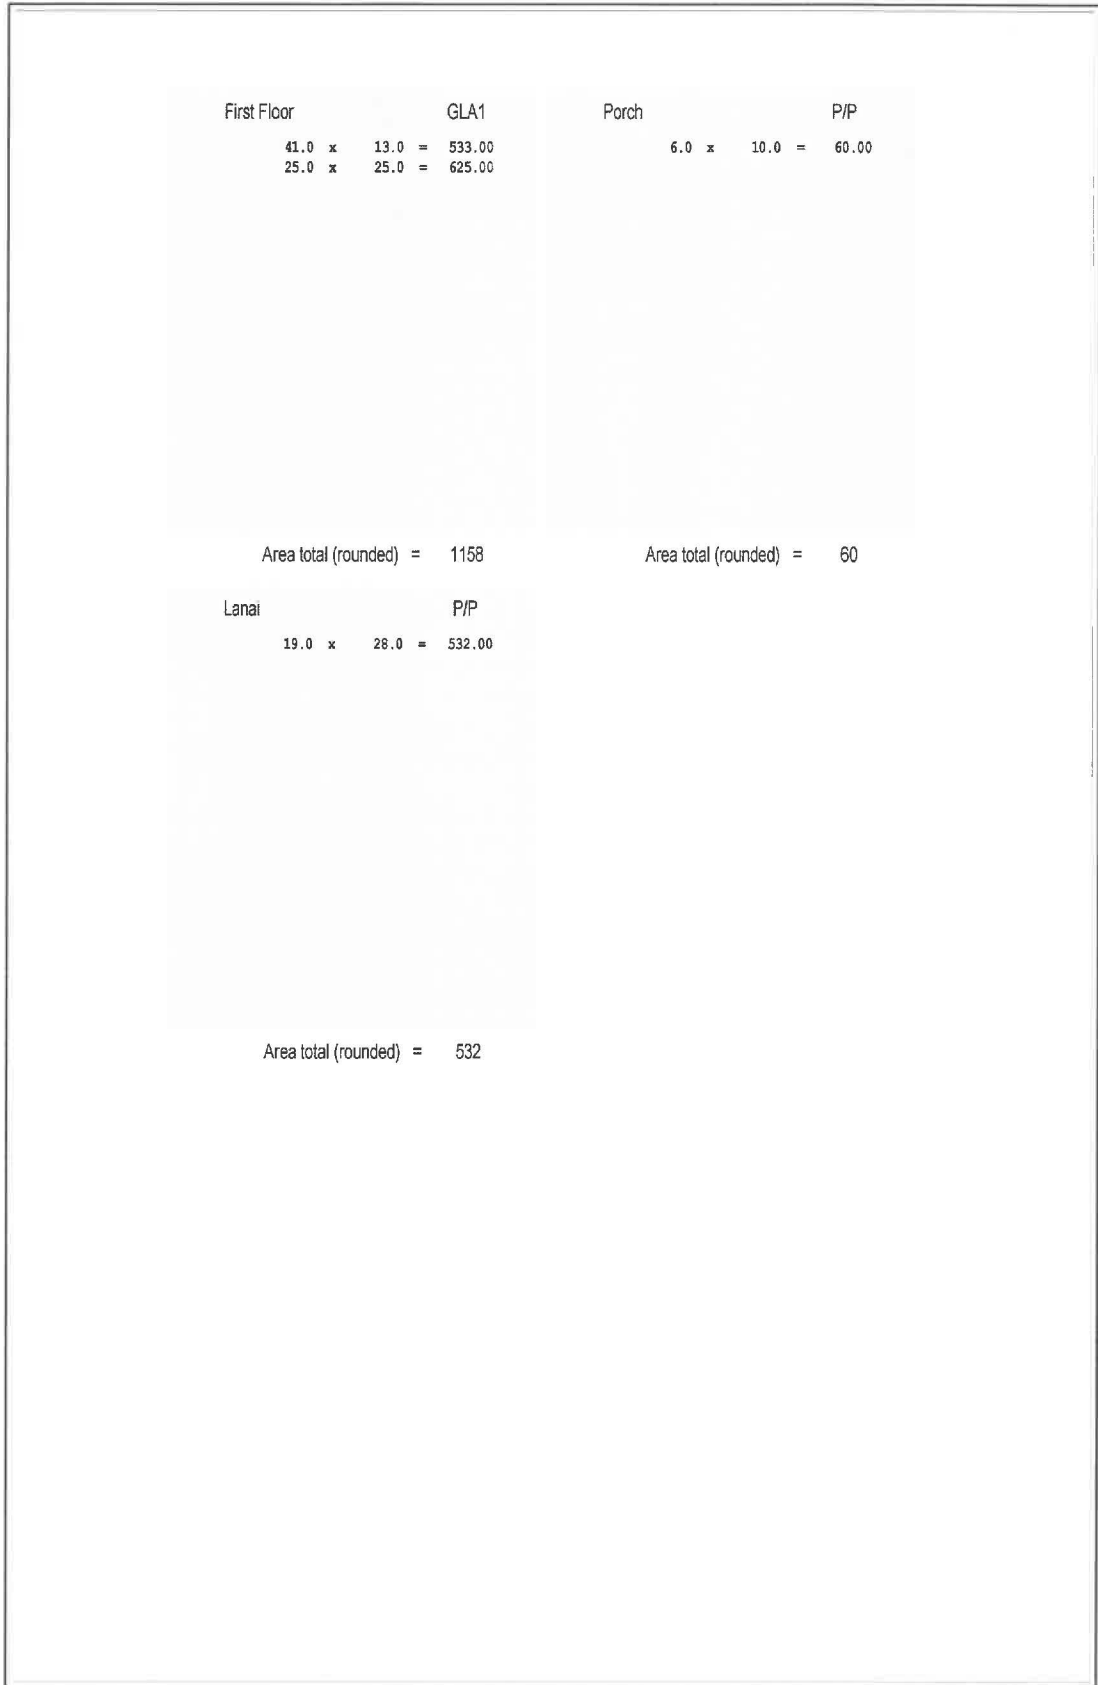 First Floor GLA1
41.0 x 13.0 = 533.00
25.0 x 25.0 = 625.00
Area total (rounded) = 1158
Porch P/P
6.0 x 10.0 = 60.00
Area total (rounded) = 60
Lanai P/P
19.0 x 28.0 = 532.00
Area total (rounded) = 532